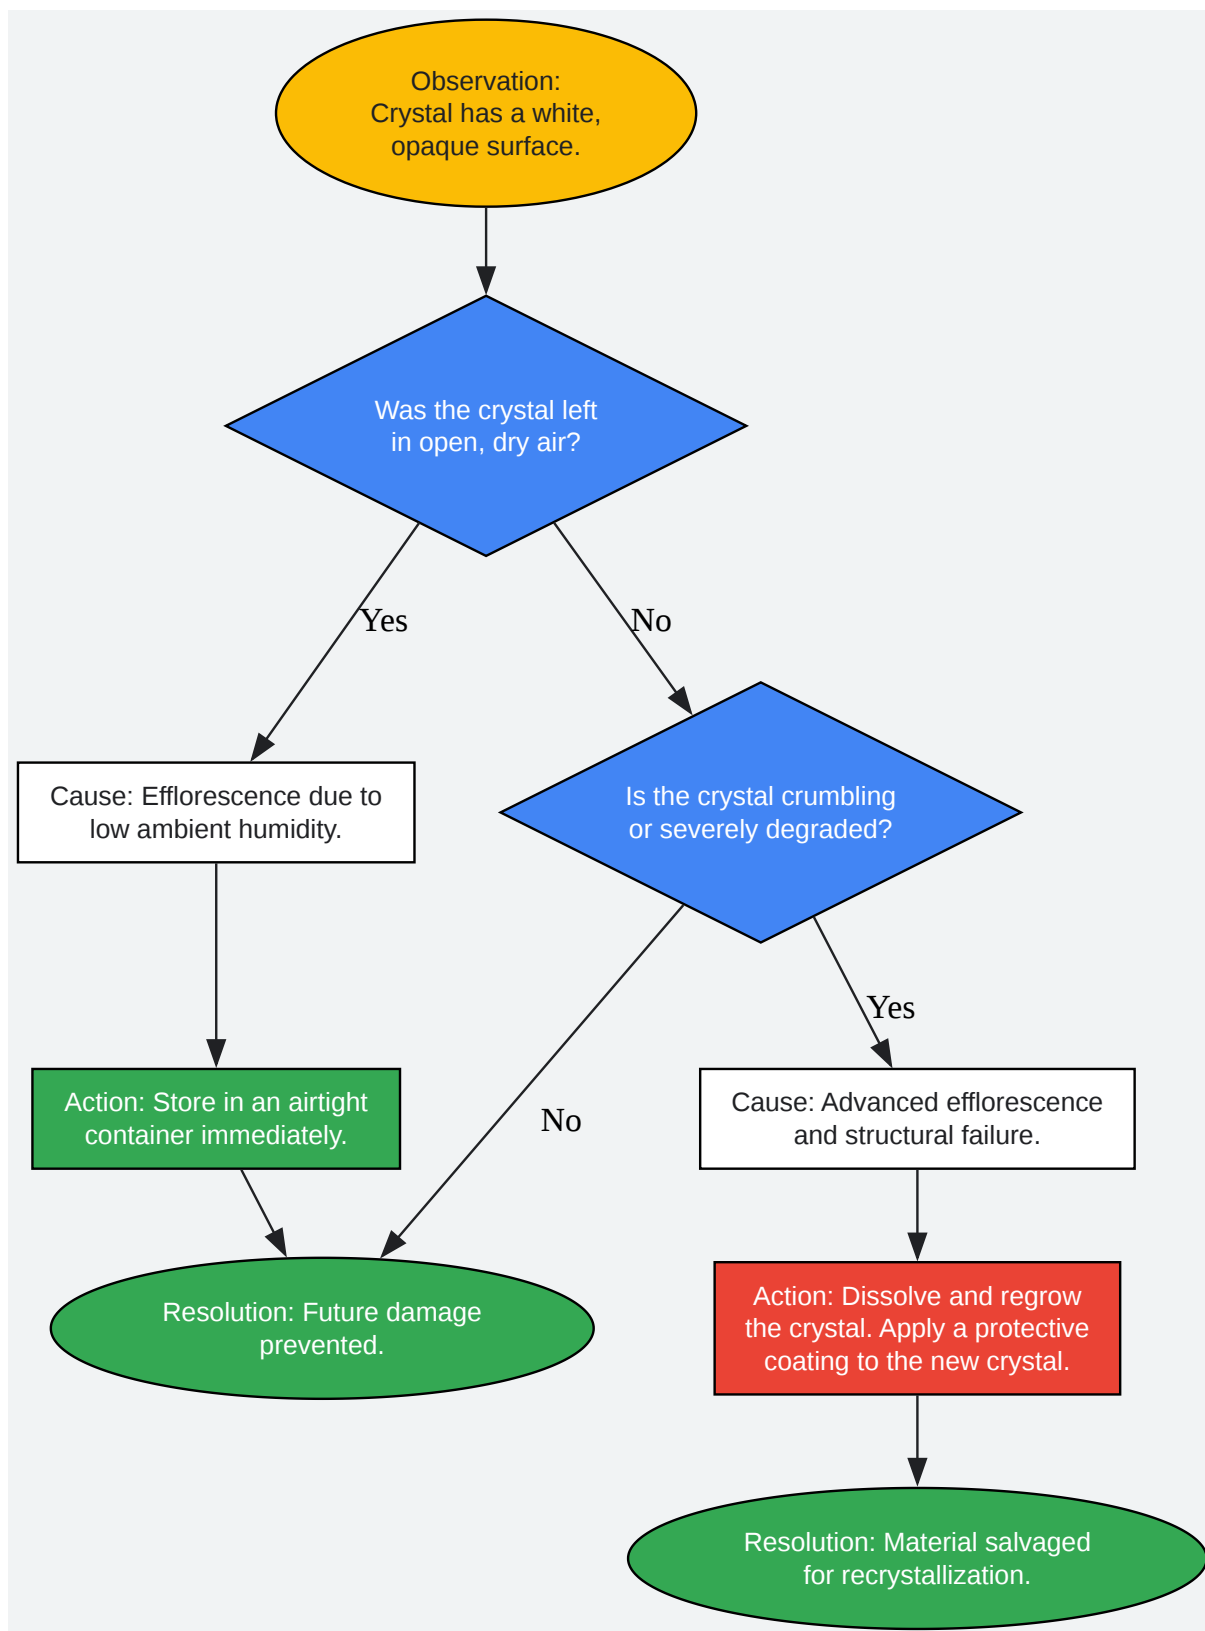 Observation:
Crystal has a white,
opaque surface.
Was the crystal left
in open, dry air?
Yes
No
Cause: Efflorescence due to
low ambient humidity.
Is the crystal crumbling
or severely degraded?
Yes
No
Action: Store in an airtight
container immediately.
Cause: Advanced efflorescence
and structural failure.
Resolution: Future damage
prevented.
Action: Dissolve and regrow
the crystal. Apply a protective
coating to the new crystal.
Resolution: Material salvaged
for recrystallization.